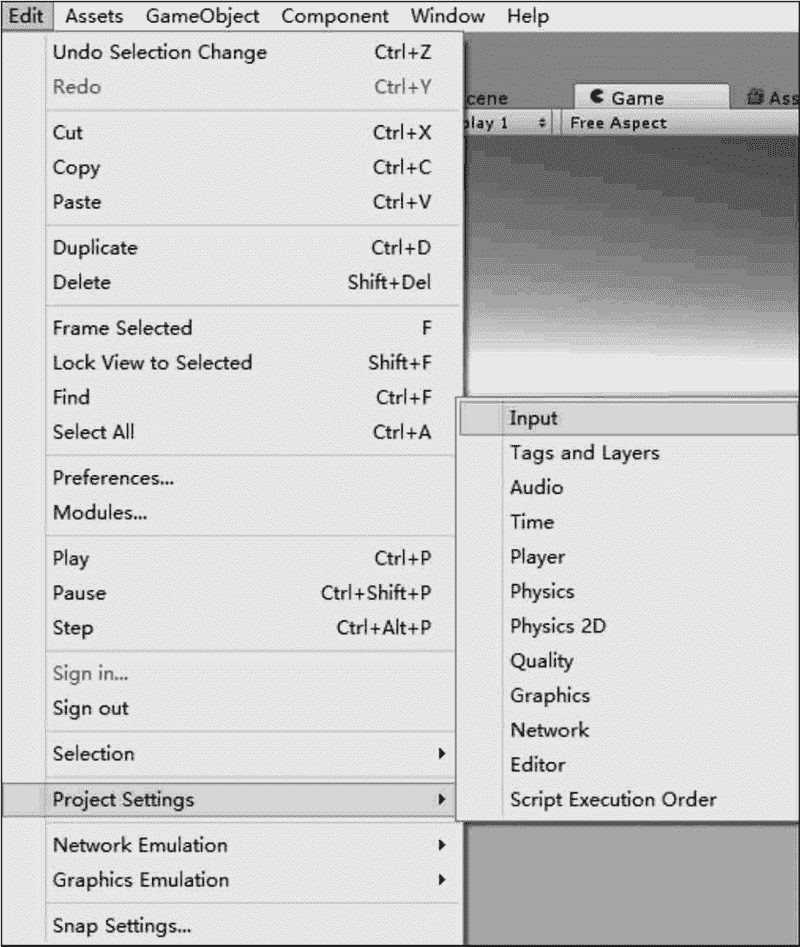 Edit Assets GameObject Component Window Help
Undo Selection Change Ctrl+Z
Redo Ctrl+Y
cene Game Ass
Cut Ctrl+X
play 1 Free Aspect
Copy Ctrl+C
Paste Ctrl+V
Duplicate Ctrl+D
Delete Shift+Del
Frame Selected F
Lock View to Selected Shift+F
Find Ctrl+F
Select All Ctrl+A
Preferences...
Modules...
Play Ctrl+P
Pause Ctrl+Shift+P
Step Ctrl+Alt+P
Sign in...
Sign out
Selection
Project Settings
Network Emulation
Graphics Emulation
Snap Settings...
Input
Tags and Layers
Audio
Time
Player
Physics
Physics 2D
Quality
Graphics
Network
Editor
Script Execution Order